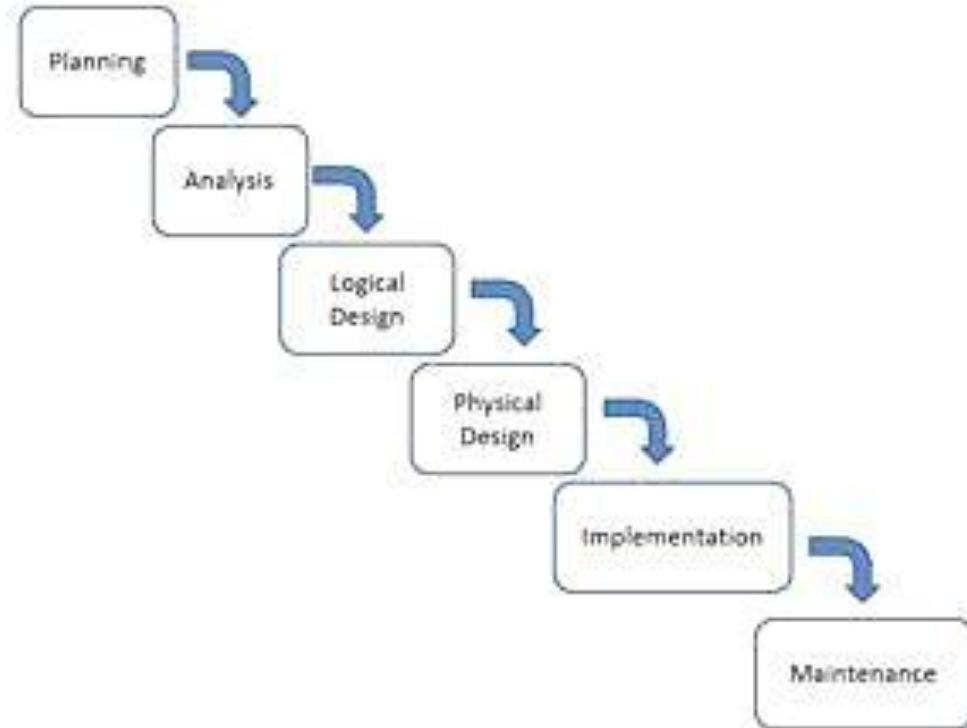 Planning
Analysis
Logical
Design
Physical
Design
Implementation
Maintenance